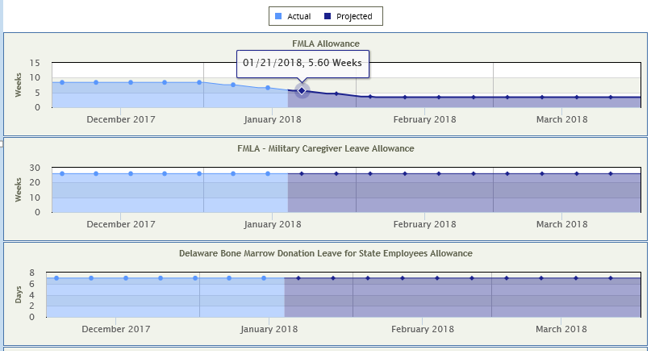 Actual Projected
FMLA Allowance
Weeks
15
10
5
0
01/21/2018, 5.60 Weeks
December 2017 January 2018 February 2018 March 2018
FMLA - Military Caregiver Leave Allowance
Weeks
30
20
10
0
December 2017 January 2018 February 2018 March 2018
Delaware Bone Marrow Donation Leave for State Employees Allowance
Days
8
6
4
2
0
December 2017 January 2018 February 2018 March 2018